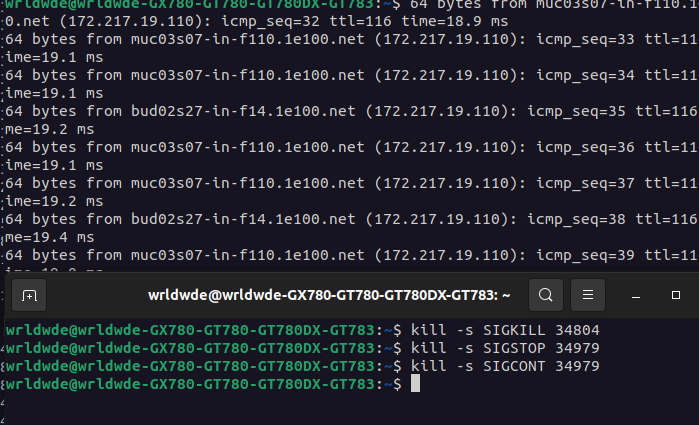 wrldwde@wrldwde-GX780-GT780-GT780DX-GT783:~$ 64 bytes from muc03s07-in-f110.1
0.net (172.217.19.110): icmp_seq=32 ttl=116 time=18.9 ms
64 bytes from muc03s07-in-f110.1e100.net (172.217.19.110): icmp_seq=33 ttl=11
ime=19.1 ms
64 bytes from muc03s07-in-f110.1e100.net (172.217.19.110): icmp_seq=34 ttl=11
ime=19.1 ms
64 bytes from bud02s27-in-f14.1e100.net (172.217.19.110): icmp_seq=35 ttl=116
me=19.2 ms
64 bytes from muc03s07-in-f110.1e100.net (172.217.19.110): icmp_seq=36 ttl=11
ime=19.1 ms
64 bytes from muc03s07-in-f110.1e100.net (172.217.19.110): icmp_seq=37 ttl=11
ime=19.2 ms
64 bytes from bud02s27-in-f14.1e100.net (172.217.19.110): icmp_seq=38 ttl=116
me=19.4 ms
64 bytes from muc03s07-in-f110.1e100.net (172.217.19.110): icmp_seq=39 ttl=11
wrldwde@wrldwde-GX780-GT780-GT780DX-GT783: ~
wrldwde@wrldwde-GX780-GT780-GT780DX-GT783:~$ kill -s SIGKILL 34804
wrldwde@wrldwde-GX780-GT780-GT780DX-GT783:~$ kill -s SIGSTOP 34979
wrldwde@wrldwde-GX780-GT780-GT780DX-GT783:~$ kill -s SIGCONT 34979
wrldwde@wrldwde-GX780-GT780-GT780DX-GT783:~$